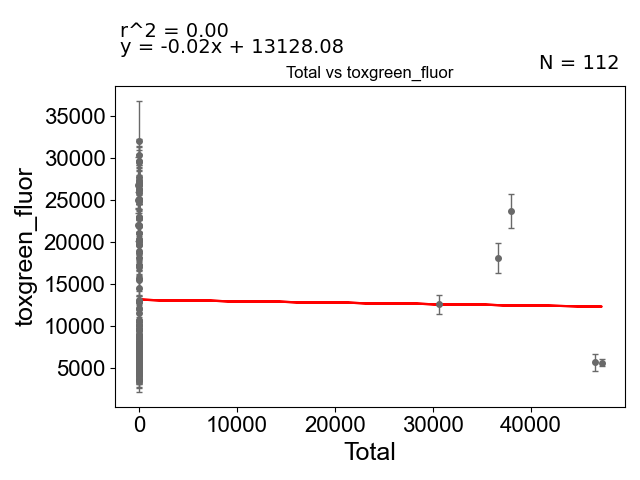 r^2 = 0.00
y = -0.02x + 13128.08
N = 112
Total vs toxgreen_fluor
35000
30000
25000
20000
15000
10000
5000
toxgreen_fluor
0 10000 20000 30000 40000
Total